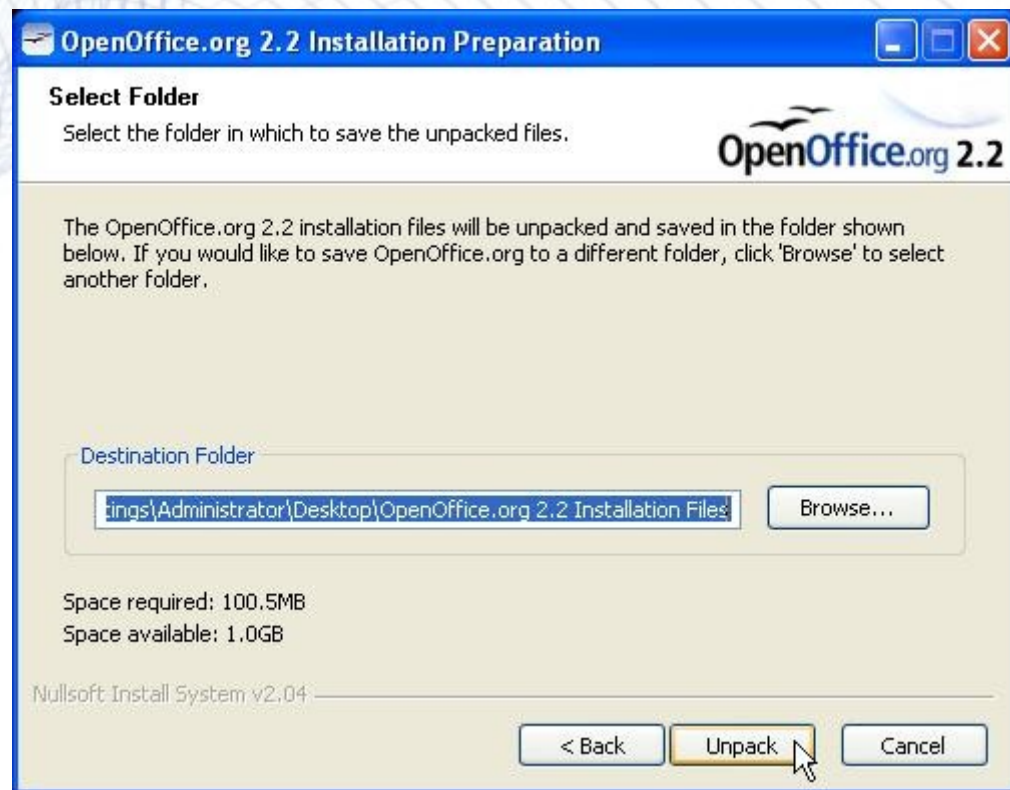 OpenOffice.org 2.2 Installation Preparation
Select Folder
Select the folder in which to save the unpacked files.
OpenOffice.org 2.2
The OpenOffice.org 2.2 installation files will be unpacked and saved in the folder shown
below. If you would like to save OpenOffice.org to a different folder, click 'Browse' to select
another folder.
Destination Folder
tings\Administrator\Desktop\OpenOffice.org 2.2 Installation Files
Browse...
Space required: 100.5MB
Space available: 1.0GB
Nullsoft Install System v2.04
< Back
Unpack
Cancel